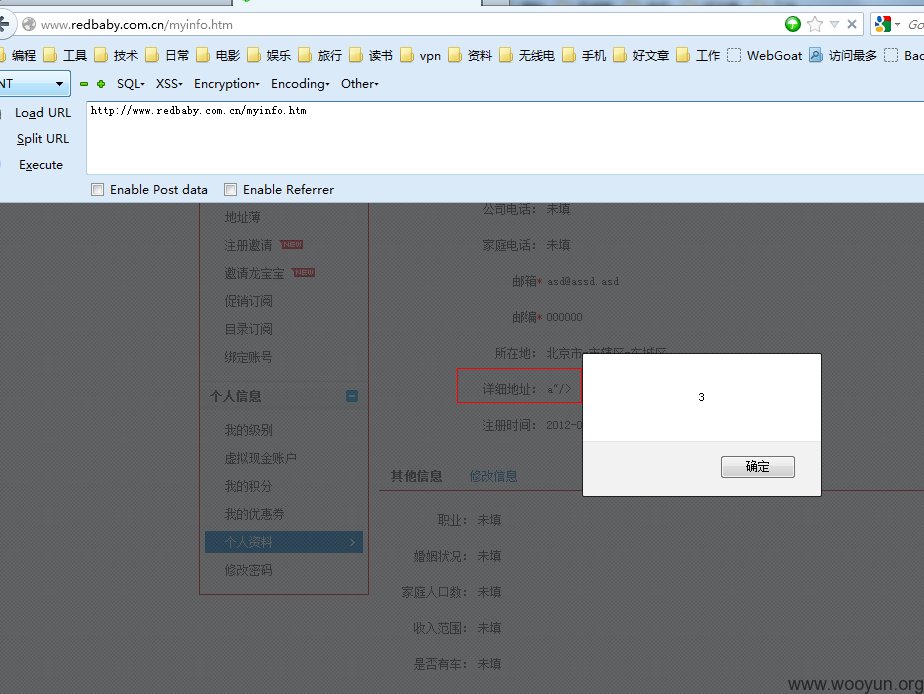 www.redbaby.com.cn/myinfo.htm
编程 工具 技术 日常 电影 娱乐 旅行 读书 vpn 资料 无线电 手机 好文章 工作 WebGoat 访问最多
NT SQL- XSS- Encryption- Encoding- Other-
Load URL http://www.redbaby.com.cn/myinfo.htm
Split URL
Execute
Enable Post data Enable Referrer
地址薄
注册邀请 NEW
邀请龙宝宝 NEW
促销订阅
目录订阅
绑定账号
个人信息
我的级别
虚拟现金账户
我的积分
我的优惠券
个人资料
修改密码
公司电话: 未填
家庭电话: 未填
邮箱* asd@assd.asd
邮编* 000000
所在地: 北京市-市辖区-东城区
详细地址: a"/>
注册时间: 2012-0
3
确定
其他信息 修改信息
职业: 未填
婚姻状况: 未填
家庭人口数: 未填
收入范围: 未填
是否有车: 未填
www.wooyun.org